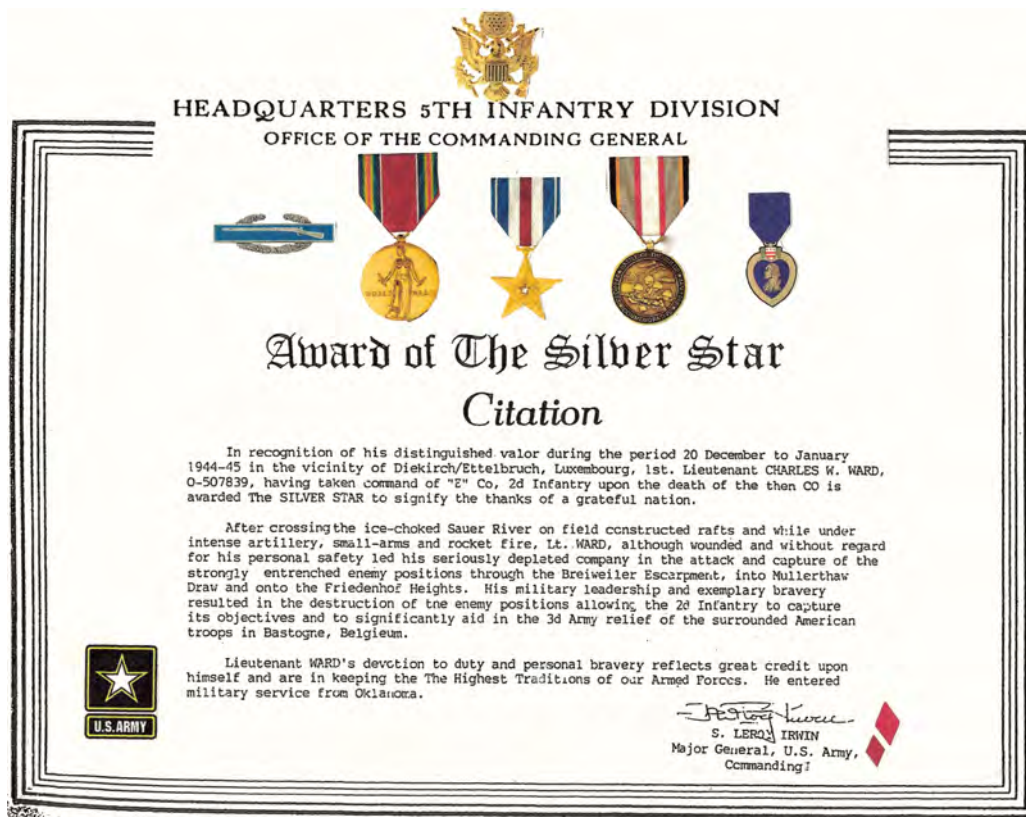 HEADQUARTERS 5TH INFANTRY DIVISION
OFFICE OF THE COMMANDING GENERAL
Award of The Silver Star
Citation
In recognition of his distinguished valor during the period 20 December to January
1944-45 in the vicinity of Diekirch/Ettelbruch, Luxembourg, 1st. Lieutenant CHARLES W. WARD,
O-507839, having taken command of "E" Co, 2d Infantry upon the death of the then CO is
awarded The SILVER STAR to signify the thanks of a grateful nation.
After crossing the ice-choked Sauer River on field constructed rafts and while under
intense artillery, small-arms and rocket fire, Lt. WARD, although wounded and without regard
for his personal safety led his seriously depleted company in the attack and capture of the
strongly entrenched enemy positions through the Breiweiler Escarpment, into Mullerthaw
Draw and onto the Friedenhof Heights. His military leadership and exemplary bravery
resulted in the destruction of tne enemy positions allowing the 2d Infantry to capture
its objectives and to significantly aid in the 3d Army relief of the surrounded American
troops in Bastogne, Belgieum.
Lieutenant WARD's devotion to duty and personal bravery reflects great credit upon
himself and are in keeping the The Highest Traditions of our Armed Forces. He entered
military service from Oklahoma.
U.S.ARMY
S. LEROY IRWIN
Major General, U.S. Army,
Commanding